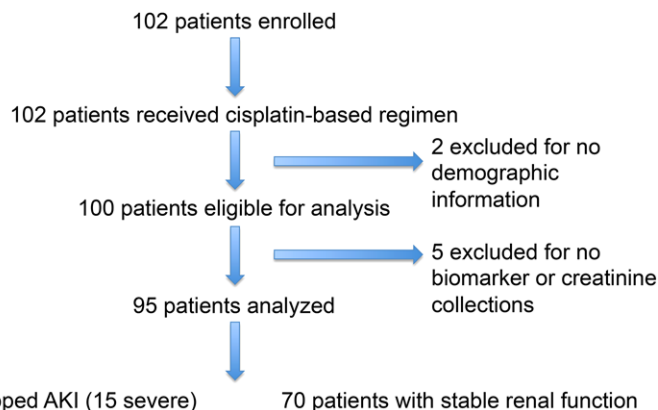 102 patients enrolled
102 patients received cisplatin-based regimen
2 excluded for no
demographic
information
100 patients eligible for analysis
5 excluded for no
biomarker or creatinine
collections
95 patients analyzed
AKI (15 severe)
70 patients with stable renal function